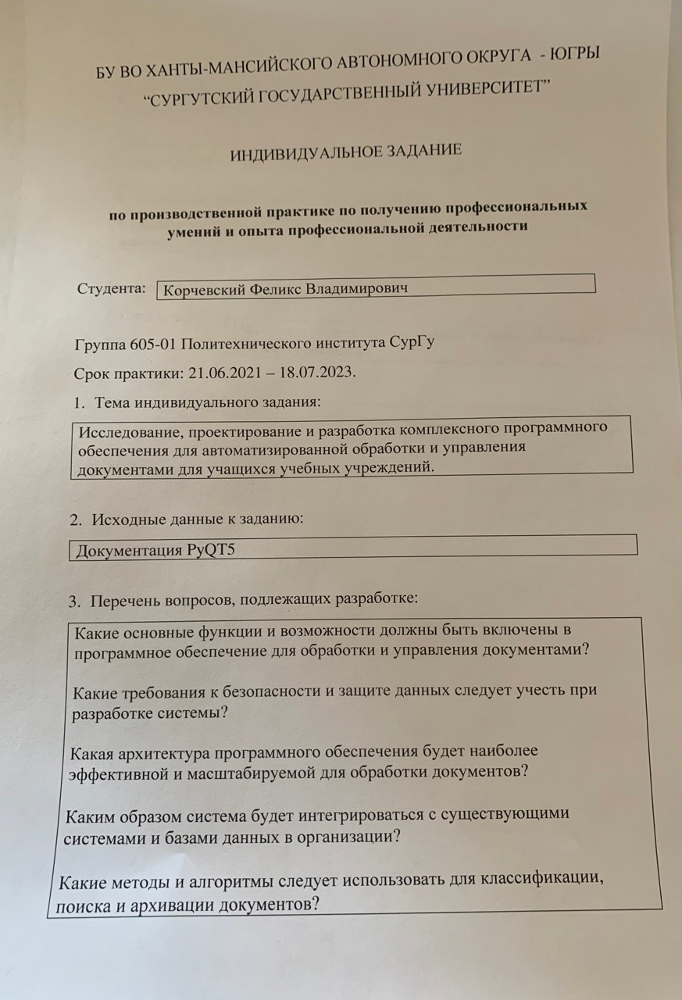 БУ ВО ХАНТЫ-МАНСИЙСКОГО АВТОНОМНОГО ОКРУГА - ЮГРЫ
“СУРГУТСКИЙ ГОСУДАРСТВЕННЫЙ УНИВЕРСИТЕТ”
ИНДИВИДУАЛЬНОЕ ЗАДАНИЕ
по производственной практике по получению профессиональных
умений и опыта профессиональной деятельности
Студента: Корчевский Феликс Владимирович
Группа 605-01 Политехнического института СурГу
Срок практики: 21.06.2021 – 18.07.2023.
1. Тема индивидуального задания:
Исследование, проектирование и разработка комплексного программного
обеспечения для автоматизированной обработки и управления
документами для учащихся учебных учреждений.
2. Исходные данные к заданию:
Документация PyQT5
3. Перечень вопросов, подлежащих разработке:
Какие основные функции и возможности должны быть включены в
программное обеспечение для обработки и управления документами?
Какие требования к безопасности и защите данных следует учесть при
разработке системы?
Какая архитектура программного обеспечения будет наиболее
эффективной и масштабируемой для обработки документов?
Каким образом система будет интегрироваться с существующими
системами и базами данных в организации?
Какие методы и алгоритмы следует использовать для классификации,
поиска и архивации документов?